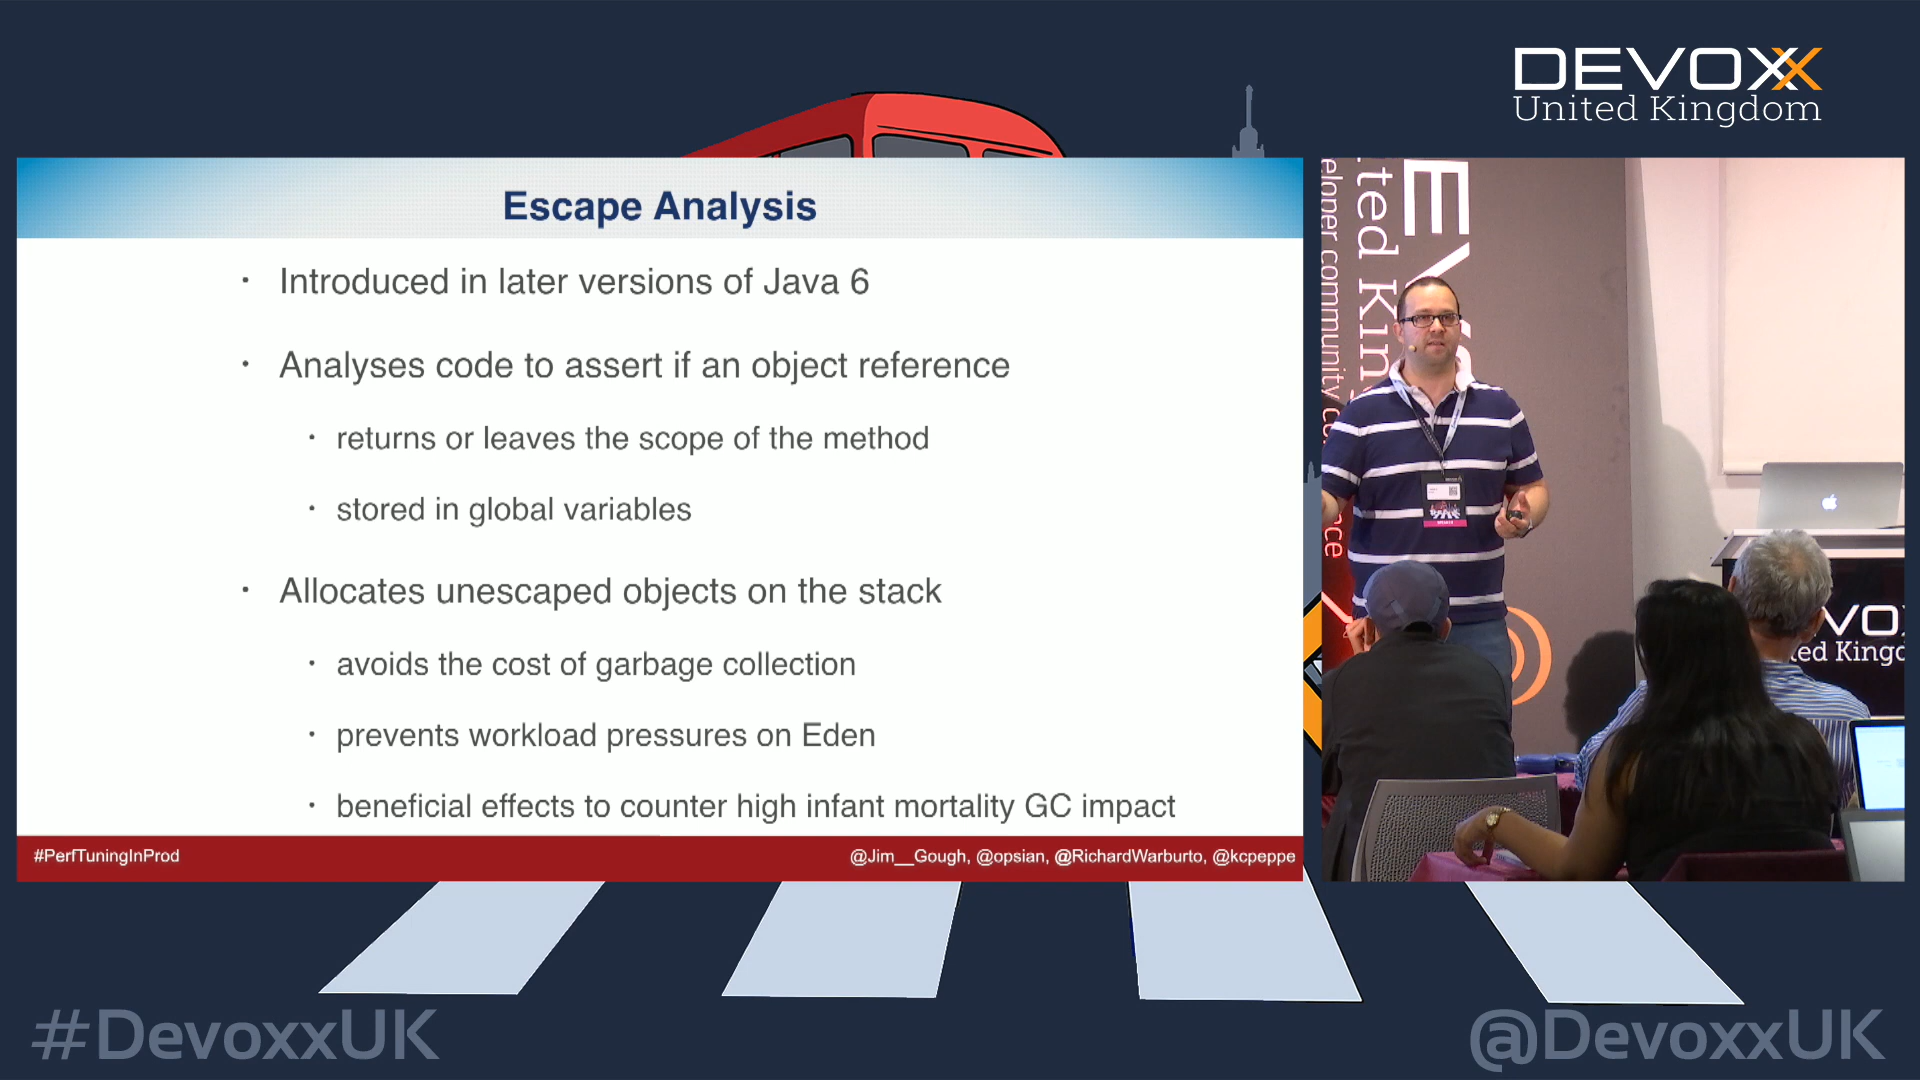 DEVOXX
United Kingdom
Escape Analysis
· Introduced in later versions of Java 6
· Analyses code to assert if an object reference
· returns or leaves the scope of the method
· stored in global variables
· Allocates unescaped objects on the stack
· avoids the cost of garbage collection
· prevents workload pressures on Eden
· beneficial effects to counter high infant mortality GC impact
#PerfTuningInProd
@Jim__Gough, @opsian, @RichardWarburto, @kcpeppe
#DevoxxUK
@DevoxxUK